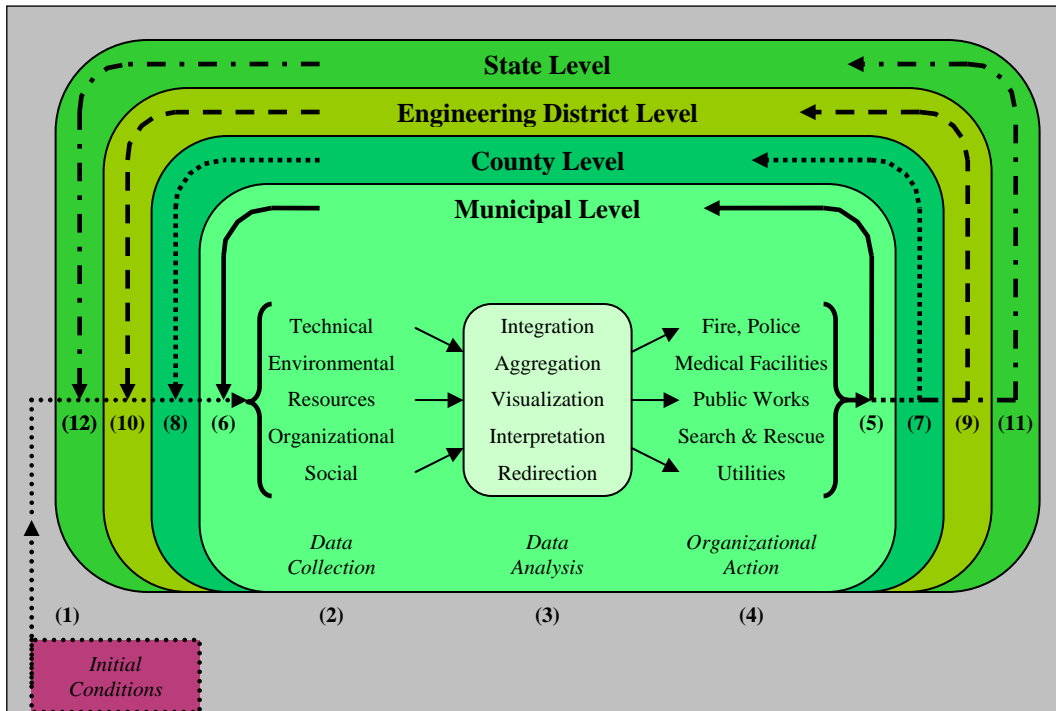 State Level
Engineering District Level
County Level
Municipal Level
Technical Integration Fire, Police
Environmental Aggregation Medical Facilities
Resources Visualization Public Works
Organizational Interpretation Search & Rescue
Social Redirection Utilities
(12) (10) (8) (6) (5) (7) (9) (11)
Data Data Organizational
Collection Analysis Action
(1) (2) (3) (4)
Initial
Conditions